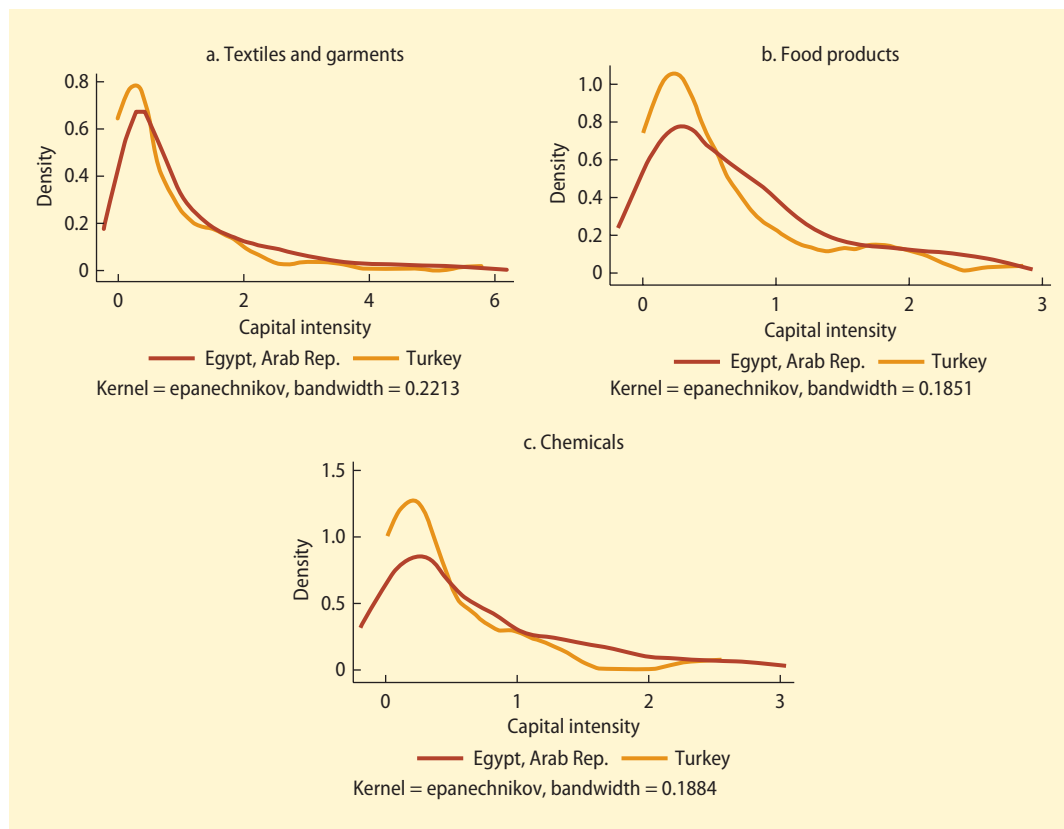 a. Textiles and garments
0.8
0.6
0.4
0.2
0
Density
0 2 4 6
Capital intensity
Egypt, Arab Rep. Turkey
Kernel = epanechnikov, bandwidth = 0.2213
b. Food products
1.0
0.8
0.6
0.4
0.2
0
Density
0 1 2 3
Capital intensity
Egypt, Arab Rep. Turkey
Kernel = epanechnikov, bandwidth = 0.1851
c. Chemicals
1.5
1.0
0.5
0
Density
0 1 2 3
Capital intensity
Egypt, Arab Rep. Turkey
Kernel = epanechnikov, bandwidth = 0.1884